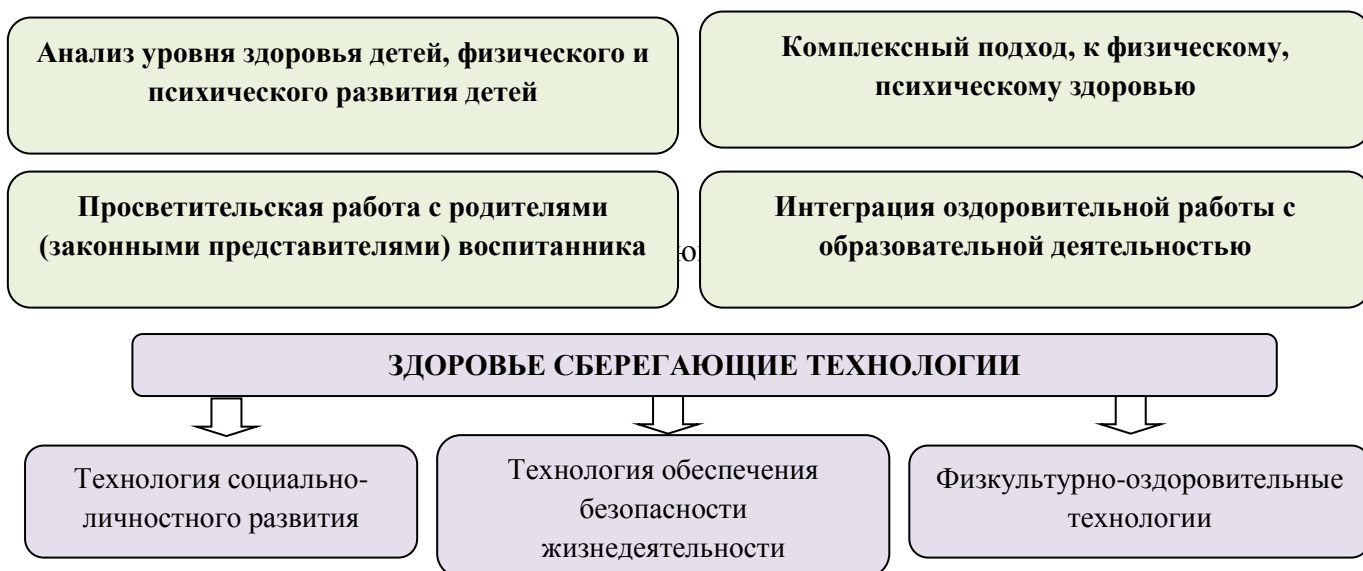 Анализ уровня здоровья детей, физического и
психического развития детей
Комплексный подход, к физическому,
психическому здоровью
Просветительская работа с родителями
(законными представителями) воспитанника
Интеграция оздоровительной работы с
образовательной деятельностью
ЗДОРОВЬЕ СБЕРЕГАЮЩИЕ ТЕХНОЛОГИИ
Технология социально-
личностного развития
Технология обеспечения
безопасности
жизнедеятельности
Физкультурно-оздоровительные
технологии